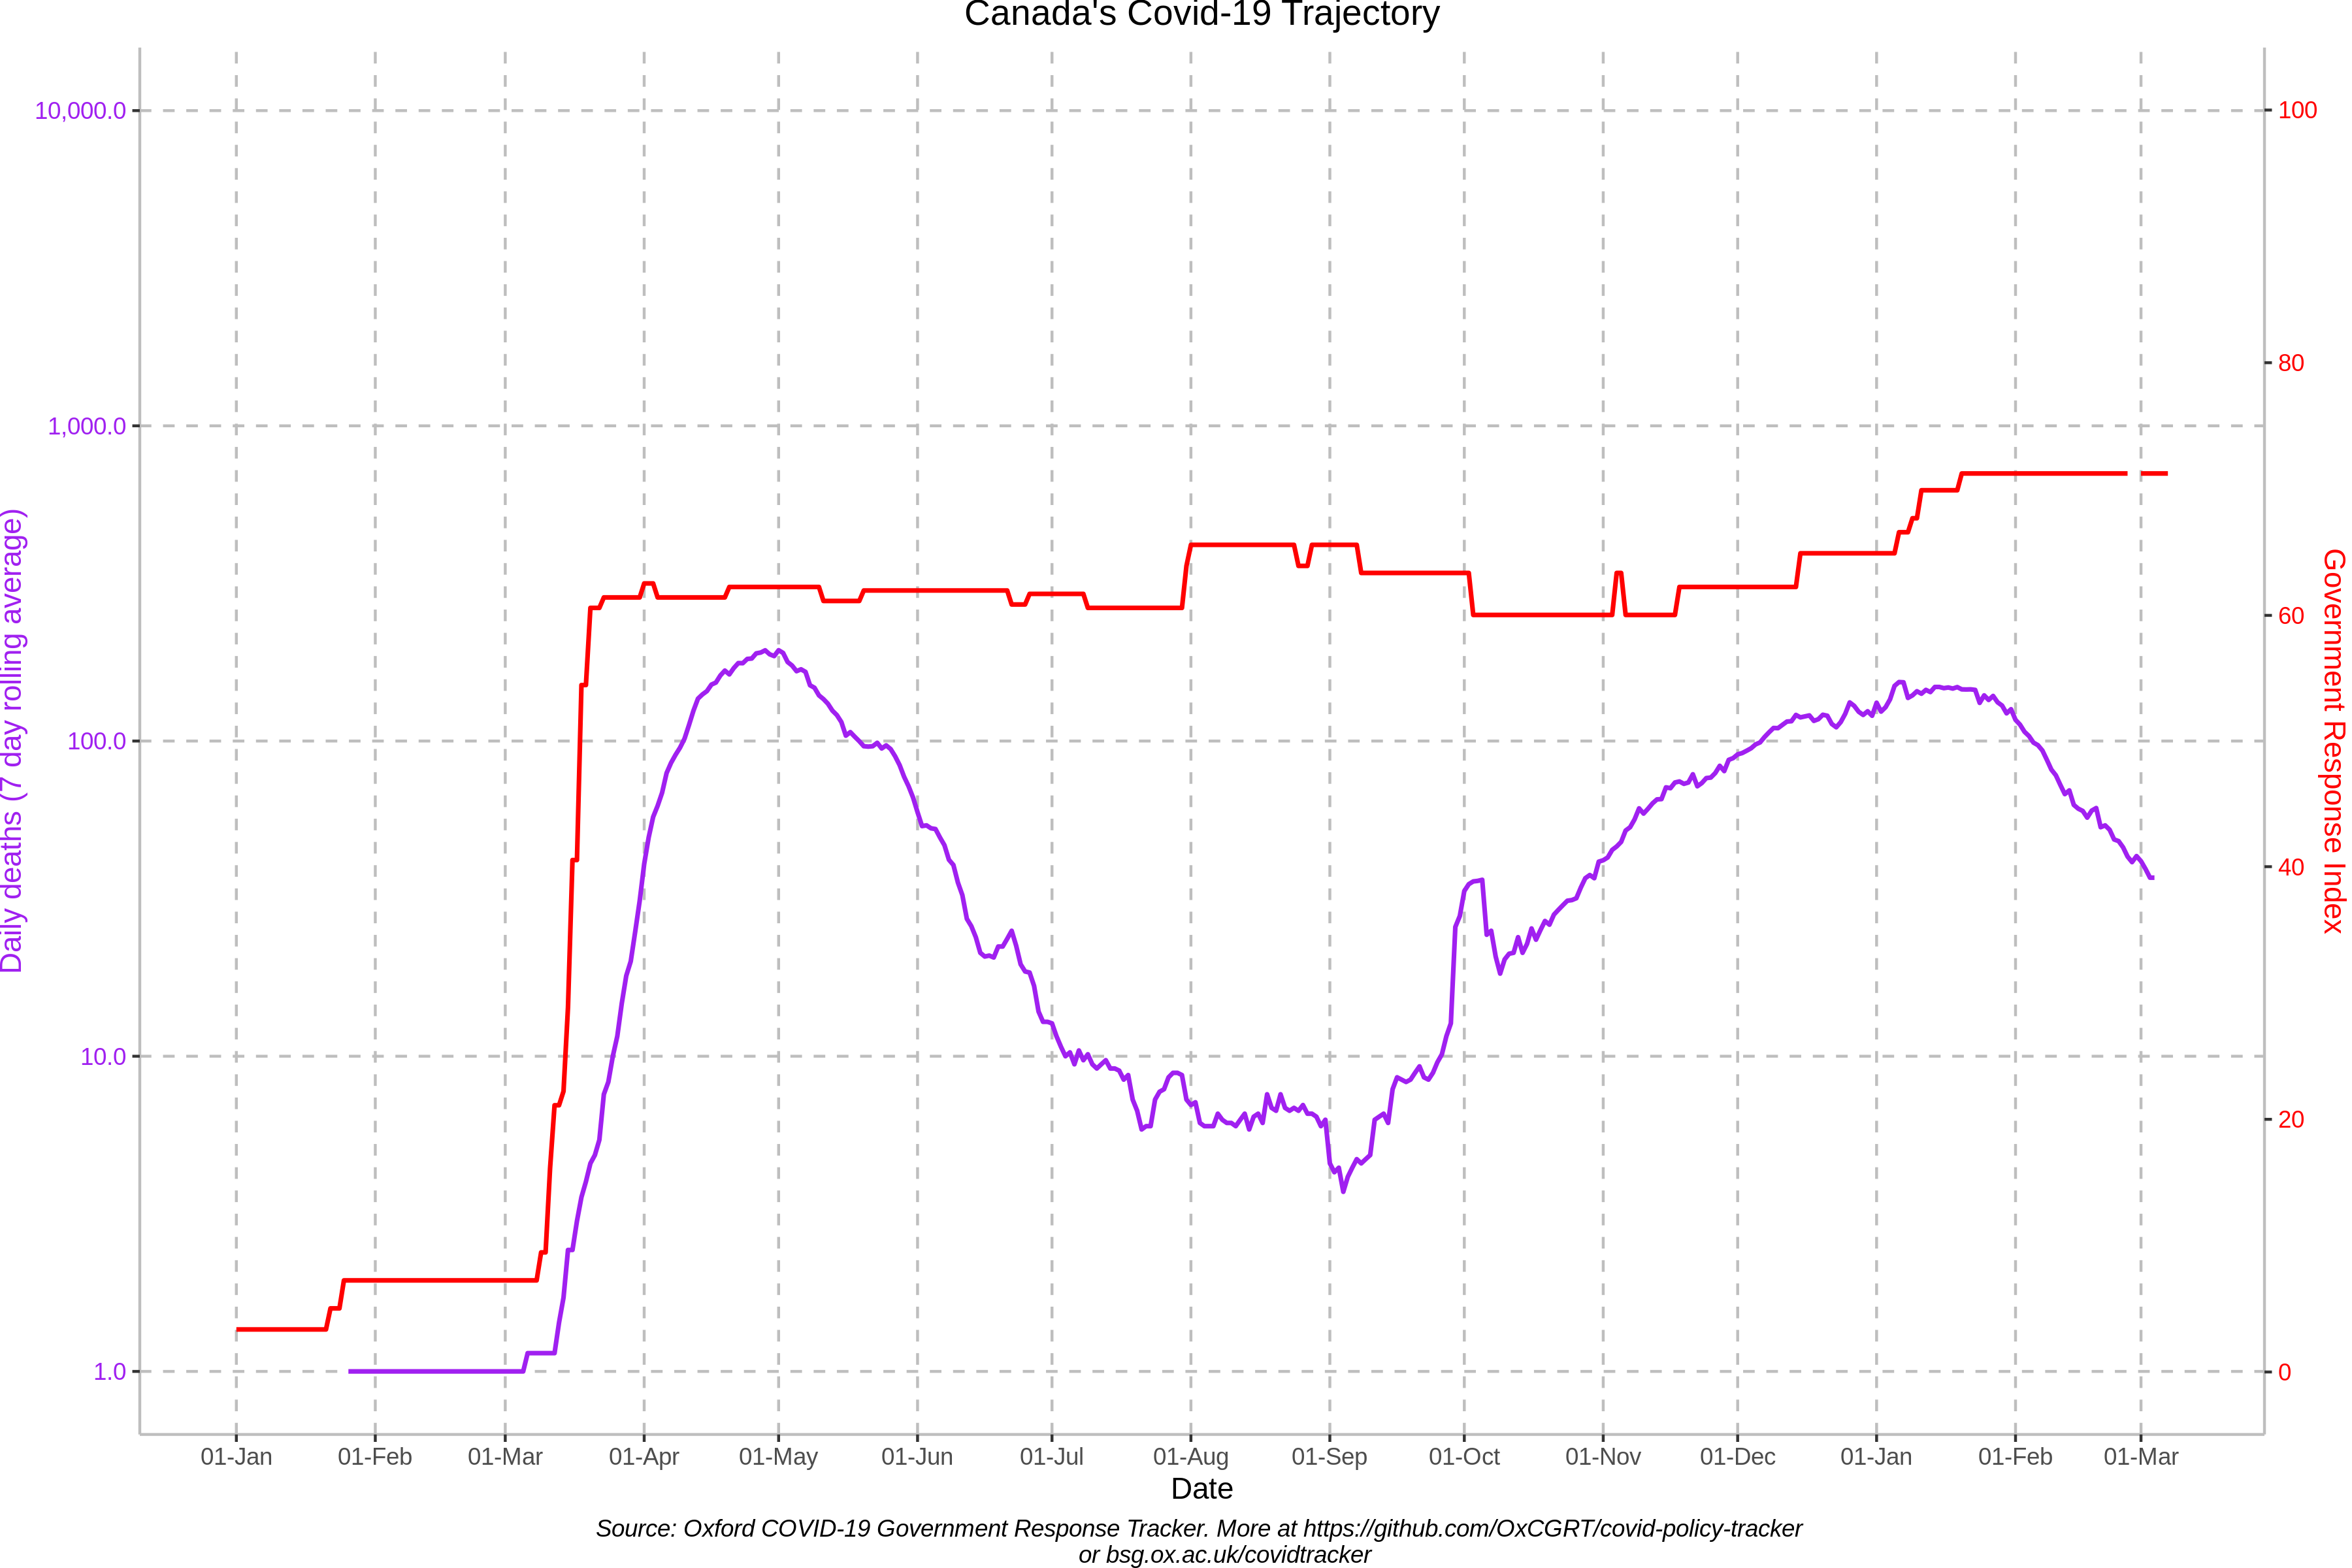 Canada's Covid-19 Trajectory
10,000.0
1,000.0
100.0
10.0
1.0
Daily deaths (7 day rolling average)
100
80
60
40
20
0
Government Response Index
01-Jan 01-Feb 01-Mar 01-Apr 01-May 01-Jun 01-Jul 01-Aug 01-Sep 01-Oct 01-Nov 01-Dec 01-Jan 01-Feb 01-Mar
Date
Source: Oxford COVID-19 Government Response Tracker. More at https://github.com/OxCGRT/covid-policy-tracker
or bsg.ox.ac.uk/covidtracker